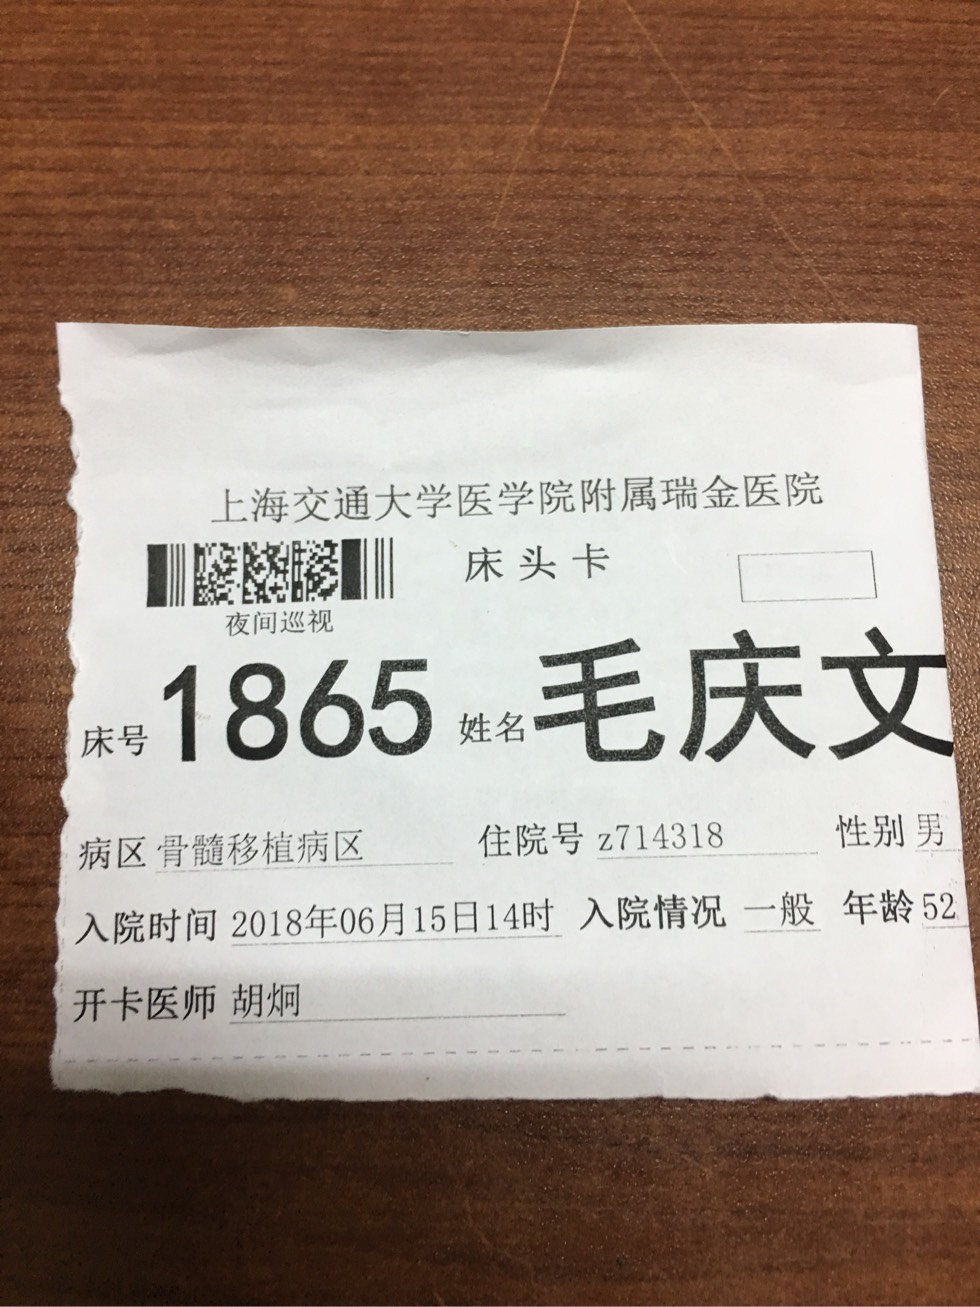 上海交通大学医学院附属瑞金医院
床头卡
夜间巡视
床号 1865 姓名 毛庆文
病区 骨髓移植病区 住院号 z714318 性别 男
入院时间 2018年06月15日14时 入院情况 一般 年龄 52
开卡医师 胡炯